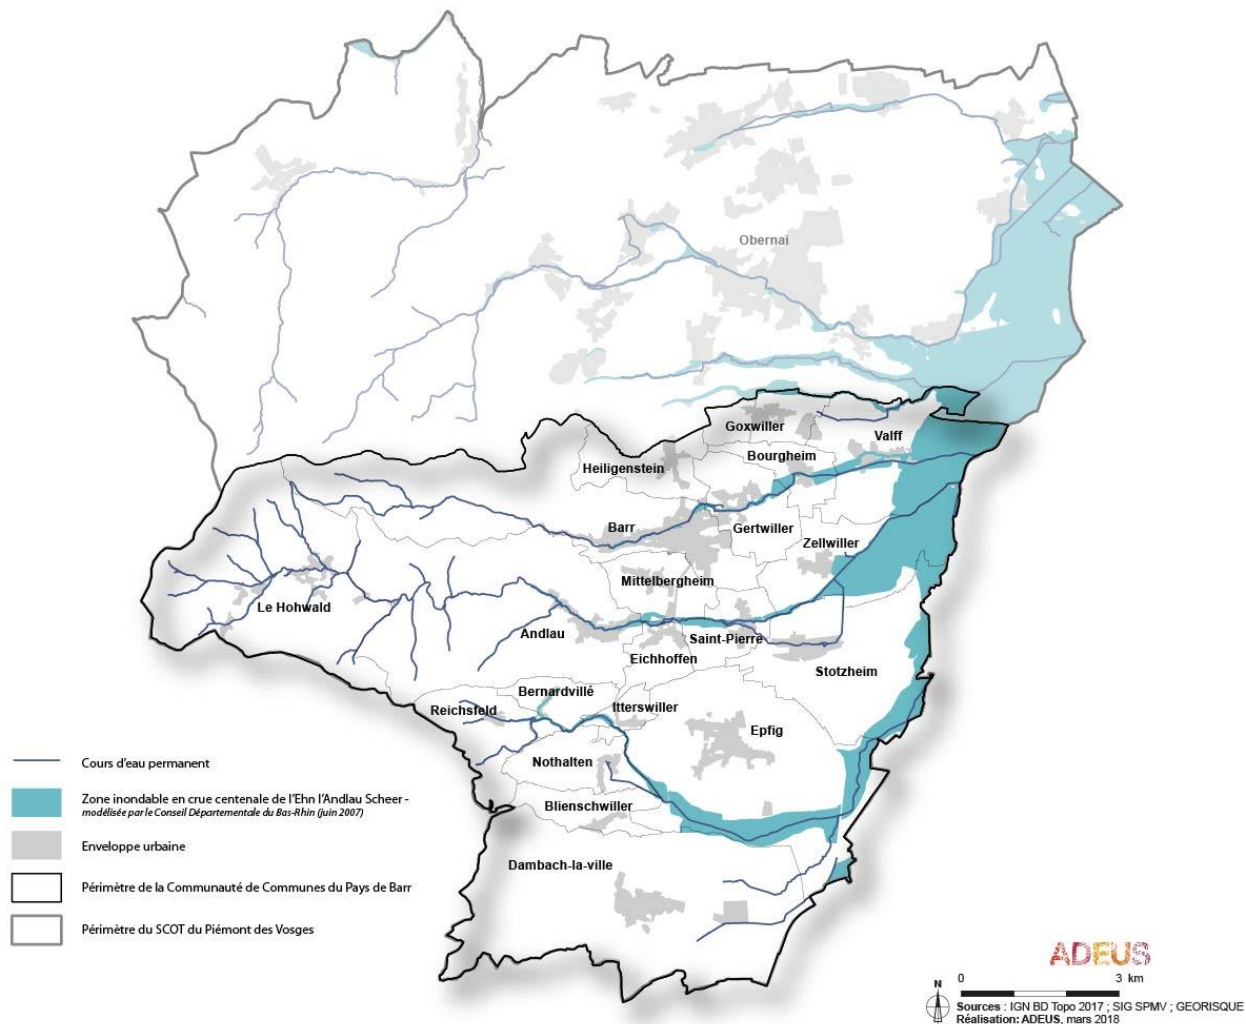 Obernai
Goxwiller
Valff
Bourgheim
Heiligenstein
Barr
Gertwiller
Zellwiller
Mittelbergheim
Le Hohwald
Andlau
Saint-Pierre
Eichhoffen
Stotzheim
Bernardvillé
Reichsfeld
Itterswiller
Epfig
Nothalten
Blienschwiller
Dambach-la-ville
Cours d'eau permanent
Zone inondable en crue centenale de l'Ehn l'Andlau Scheer -
modélisée par le Conseil Départementale du Bas-Rhin (juin 2007)
Enveloppe urbaine
Périmètre de la Communauté de Communes du Pays de Barr
Périmètre du SCOT du Piémont des Vosges
ADEUS
0 3 km
N
Sources : IGN BD Topo 2017 ; SIG SPMV ; GEORISQUE
Réalisation: ADEUS, mars 2018